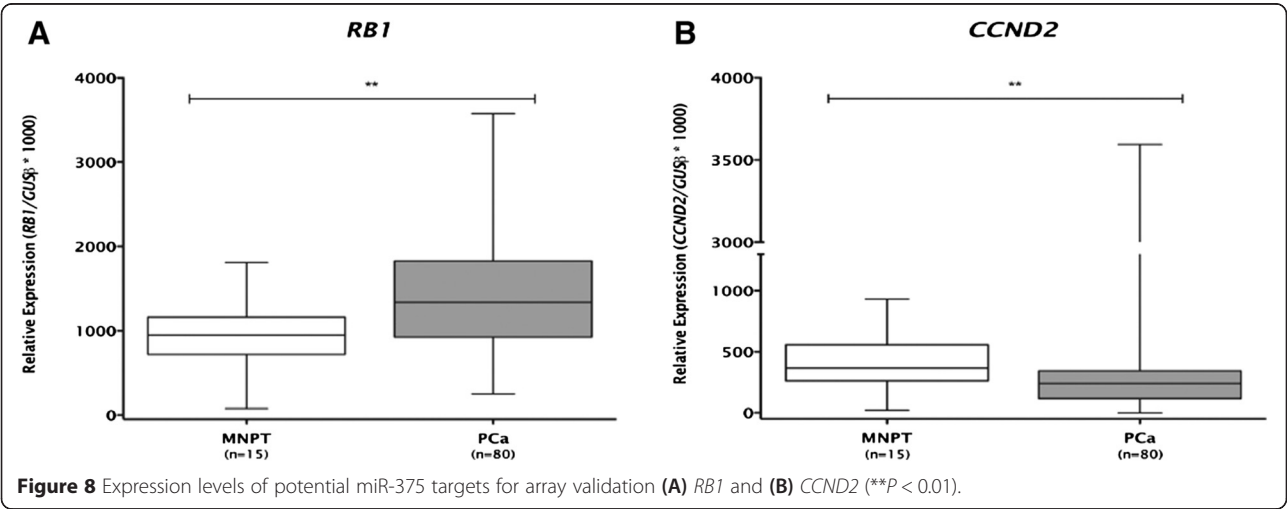 A
RB1
Relative Expression (RB1/GUSβ * 1000)
4000
3000
2000
1000
0
**
MNPT
(n=15)
PCa
(n=80)
B
CCND2
Relative Expression (CCND2/GUSβ * 1000)
4000
3500
3000
1000
500
0
**
MNPT
(n=15)
PCa
(n=80)
Figure 8 Expression levels of potential miR-375 targets for array validation (A) RB1 and (B) CCND2 (**P < 0.01).